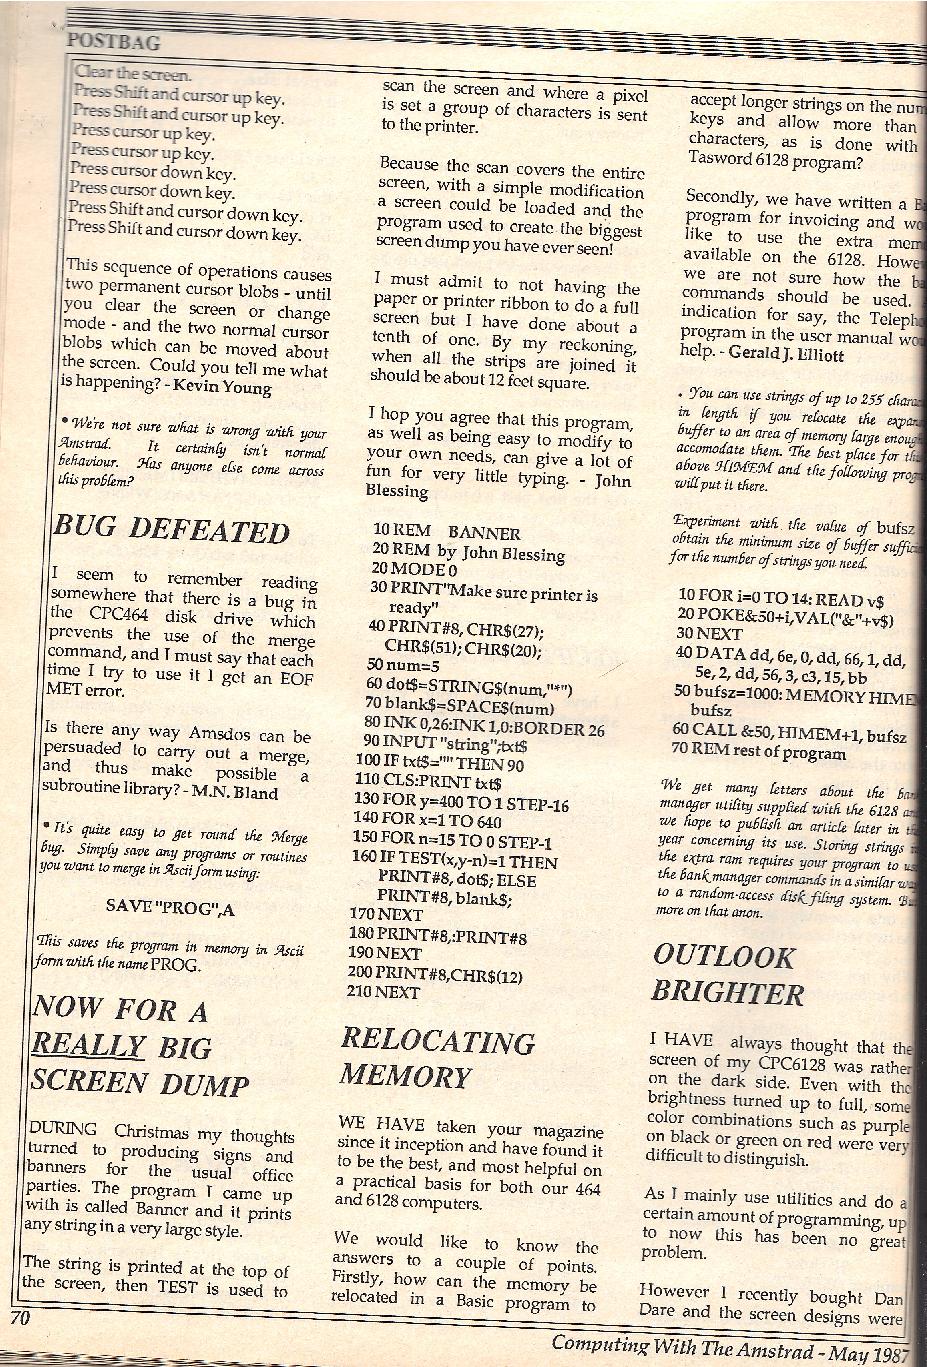 POSTBAG
Clear the screen.
Press Shift and cursor up key.
Press Shift and cursor up key.
Press cursor up key.
Press cursor up key.
Press cursor down key.
Press cursor down key.
Press Shift and cursor down key.
Press Shift and cursor down key.
This sequence of operations causes
two permanent cursor blobs - until
you clear the screen or change
mode - and the two normal cursor
blobs which can be moved about
the screen. Could you tell me what
is happening? - Kevin Young
• We're not sure what is wrong with your
Amstrad. It certainly isn't normal
behaviour. Has anyone else come across
this problem?
BUG DEFEATED
I seem to remember reading
somewhere that there is a bug in
the CPC464 disk drive which
prevents the use of the merge
command, and I must say that each
time I try to use it I get an EOF
MET error.
Is there any way Amsdos can be
persuaded to carry out a merge,
and thus make possible a
subroutine library? - M.N. Bland
• It's quite easy to get round the Merge
bug. Simply save any programs or routines
you want to merge in Ascii form using:
SAVE "PROG",A
This saves the program in memory in Ascii
form with the name PROG.
NOW FOR A
REALLY BIG
SCREEN DUMP
DURING Christmas my thoughts
turned to producing signs and
banners for the usual office
parties. The program I came up
with is called Banner and it prints
any string in a very large style.
The string is printed at the top of
the screen, then TEST is used to
scan the screen and where a pixel
is set a group of characters is sent
to the printer.
Because the scan covers the entire
screen, with a simple modification
a screen could be loaded and the
program used to create the biggest
screen dump you have ever seen!
I must admit to not having the
paper or printer ribbon to do a full
screen but I have done about a
tenth of one. By my reckoning,
when all the strips are joined it
should be about 12 feet square.
I hop you agree that this program,
as well as being easy to modify to
your own needs, can give a lot of
fun for very little typing. - John
Blessing
10 REM BANNER
20 REM by John Blessing
20 MODE 0
30 PRINT"Make sure printer is
ready"
40 PRINT#8, CHR$(27);
CHR$(51); CHR$(20);
50 num=5
60 dot$=STRING$(num,"*")
70 blank$=SPACE$(num)
80 INK 0,26:INK 1,0:BORDER 26
90 INPUT "string";txt$
100 IF txt$="" THEN 90
110 CLS:PRINT txt$
130 FOR y=400 TO 1 STEP-16
140 FOR x=1 TO 640
150 FOR n=15 TO 0 STEP-1
160 IF TEST(x,y-n)=1 THEN
PRINT#8, dot$; ELSE
PRINT#8, blank$;
170 NEXT
180 PRINT#8,:PRINT#8
190 NEXT
200 PRINT#8,CHR$(12)
210 NEXT
RELOCATING
MEMORY
WE HAVE taken your magazine
since it inception and have found it
to be the best, and most helpful on
a practical basis for both our 464
and 6128 computers.
We would like to know the
answers to a couple of points.
Firstly, how can the memory be
relocated in a Basic program to
accept longer strings on the num
keys and allow more than
characters, as is done with
Tasword 6128 program?
Secondly, we have written a B
program for invoicing and wo
like to use the extra mem
available on the 6128. Howe
we are not sure how the ba
commands should be used.
indication for say, the Teleph
program in the user manual wo
help. - Gerald J. Elliott
• You can use strings of up to 255 charac
in length if you relocate the expan
buffer to an area of memory large enoug
accomodate them. The best place for th
above HIMEM and the following prog
will put it there.
Experiment with the value of bufsz
obtain the minimum size of buffer suffici
for the number of strings you need.
10 FOR i=0 TO 14: READ v$
20 POKE&50+i,VAL("&"+v$)
30 NEXT
40 DATA dd, 6e, 0, dd, 66, 1, dd,
5e, 2, dd, 56, 3, c3, 15, bb
50 bufsz=1000: MEMORY HIME
bufsz
60 CALL &50, HIMEM+1, bufsz
70 REM rest of program
We get many letters about the ban
manager utility supplied with the 6128 an
we hope to publish an article later in th
year concerning its use. Storing strings
the extra ram requires your program to us
the bank manager commands in a similar wa
to a random-access disk filing system. Bu
more on that anon.
OUTLOOK
BRIGHTER
I HAVE always thought that the
screen of my CPC6128 was rather
on the dark side. Even with the
brightness turned up to full, some
color combinations such as purple
on black or green on red were very
difficult to distinguish.
As I mainly use utilities and do a
certain amount of programming, up
to now this has been no great
problem.
However I recently bought Dan
Dare and the screen designs were
70
Computing With The Amstrad - May 1987